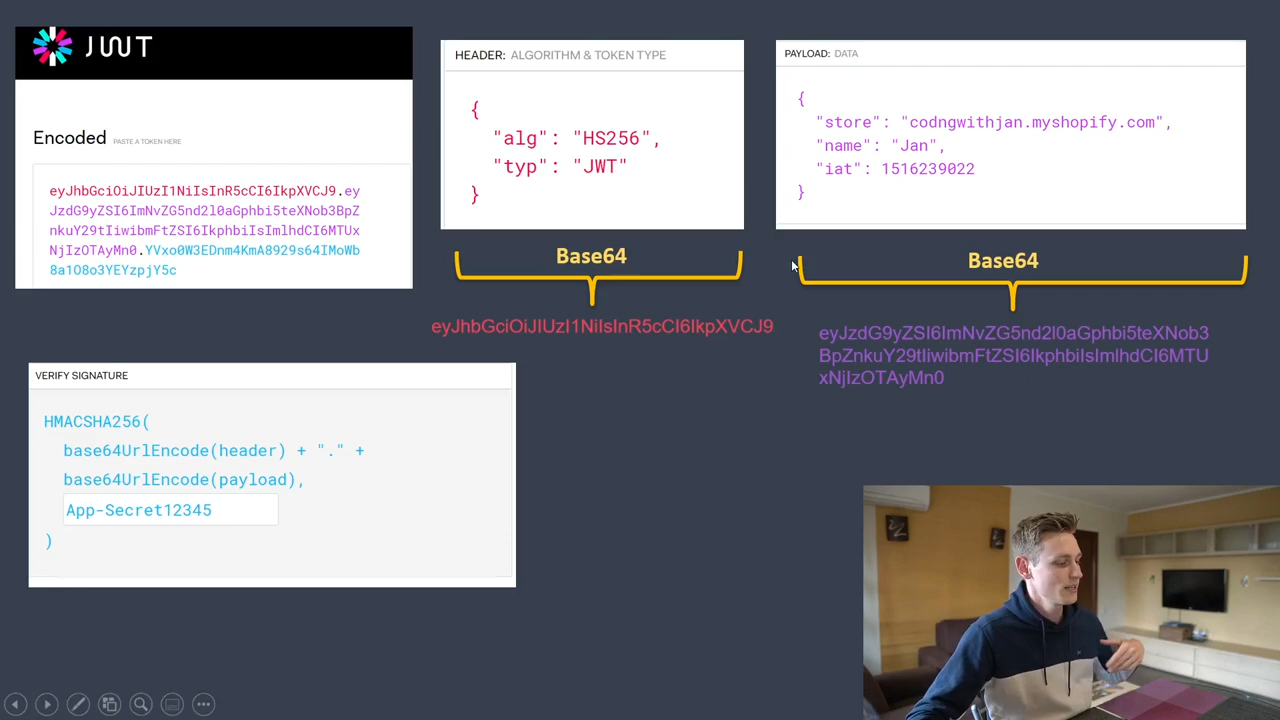 JWT
Encoded PASTE A TOKEN HERE
eyJhbGciOiJIUzI1NiIsInR5cCI6IkpXVCJ9.ey
JzdG9yZSI6ImNvZG5nd2l0aGphbi5teXNob3BpZ
nkuY29tIiwibmFtZSI6IkphbiIsImlhdCI6MTUx
NjIzOTAyMn0.YVxo0W3EDnm4KmA8929s64IMoWb
8a1O8o3YEYzpjY5c
HEADER: ALGORITHM & TOKEN TYPE
{
"alg": "HS256",
"typ": "JWT"
}
Base64
eyJhbGciOiJIUzI1NiIsInR5cCI6IkpXVCJ9
PAYLOAD: DATA
{
"store": "codngwithjan.myshopify.com",
"name": "Jan",
"iat": 1516239022
}
Base64
eyJzdG9yZSI6ImNvZG5nd2l0aGphbi5teXNob3
BpZnkuY29tIiwibmFtZSI6IkphbiIsImlhdCI6MTU
xNjIzOTAyMn0
VERIFY SIGNATURE
HMACSHA256(
base64UrlEncode(header) + "." +
base64UrlEncode(payload),
App-Secret12345
)